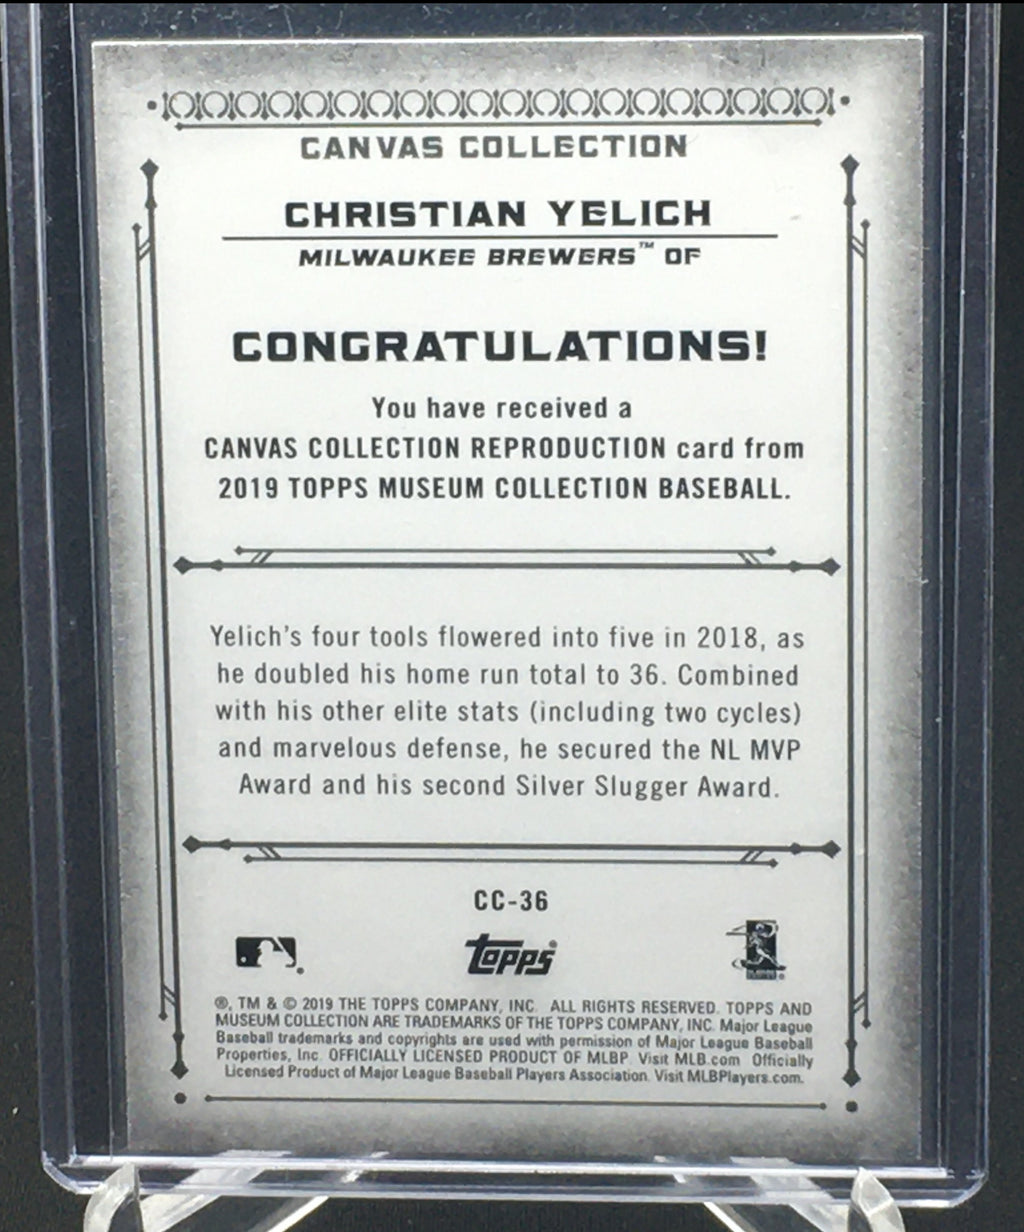 CANVAS COLLECTION
CHRISTIAN YELICH
MILWAUKEE BREWERS™ OF
CONGRATULATIONS!
You have received a
CANVAS COLLECTION REPRODUCTION card from
2019 TOPPS MUSEUM COLLECTION BASEBALL.
Yelich's four tools flowered into five in 2018, as
he doubled his home run total to 36. Combined
with his other elite stats (including two cycles)
and marvelous defense, he secured the NL MVP
Award and his second Silver Slugger Award.
CC-36
Topps®
®, TM & © 2019 THE TOPPS COMPANY, INC. ALL RIGHTS RESERVED. TOPPS AND
MUSEUM COLLECTION ARE TRADEMARKS OF THE TOPPS COMPANY, INC. Major League
Baseball trademarks and copyrights are used with permission of Major League Baseball
Properties, Inc. OFFICIALLY LICENSED PRODUCT OF MLBP. Visit MLB.com Officially
Licensed Product of Major League Baseball Players Association. Visit MLBPlayers.com.